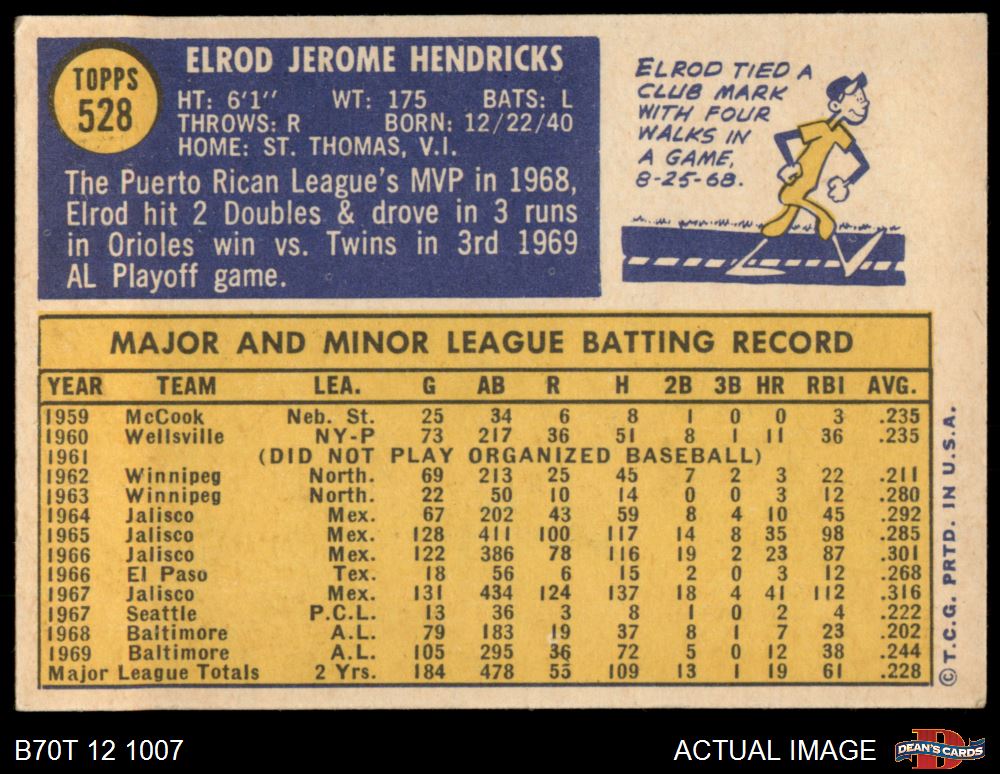 TOPPS
528
ELROD JEROME HENDRICKS
HT: 6'1" WT: 175 BATS: L
THROWS: R BORN: 12/22/40
HOME: ST. THOMAS, V.I.
The Puerto Rican League's MVP in 1968,
Elrod hit 2 Doubles & drove in 3 runs
in Orioles win vs. Twins in 3rd 1969
AL Playoff game.
ELROD TIED A
CLUB MARK
WITH FOUR
WALKS IN
A GAME,
8-25-68.
MAJOR AND MINOR LEAGUE BATTING RECORD
YEAR TEAM LEA. G AB R H 2B 3B HR RBI AVG.
1959 McCook Neb. St. 25 34 6 8 1 0 0 3 .235
1960 Wellsville NY-P 73 217 36 51 8 1 11 36 .235
1961 (DID NOT PLAY ORGANIZED BASEBALL)
1962 Winnipeg North. 69 213 25 45 7 2 3 22 .211
1963 Winnipeg North. 22 50 10 14 0 0 3 12 .280
1964 Jalisco Mex. 67 202 43 59 8 4 10 45 .292
1965 Jalisco Mex. 128 411 100 117 14 8 35 98 .285
1966 Jalisco Mex. 122 386 78 116 19 2 23 87 .301
1966 El Paso Tex. 18 56 6 15 2 0 3 12 .268
1967 Jalisco Mex. 131 434 124 137 18 4 41 112 .316
1967 Seattle P.C.L. 13 36 3 8 1 0 2 4 .222
1968 Baltimore A.L. 79 183 19 37 8 1 7 23 .202
1969 Baltimore A.L. 105 295 36 72 5 0 12 38 .244
Major League Totals 2 Yrs. 184 478 55 109 13 1 19 61 .228
©T.C.G. PRTD. IN U.S.A.
B70T 12 1007
ACTUAL IMAGE
D
DEAN'S CARDS